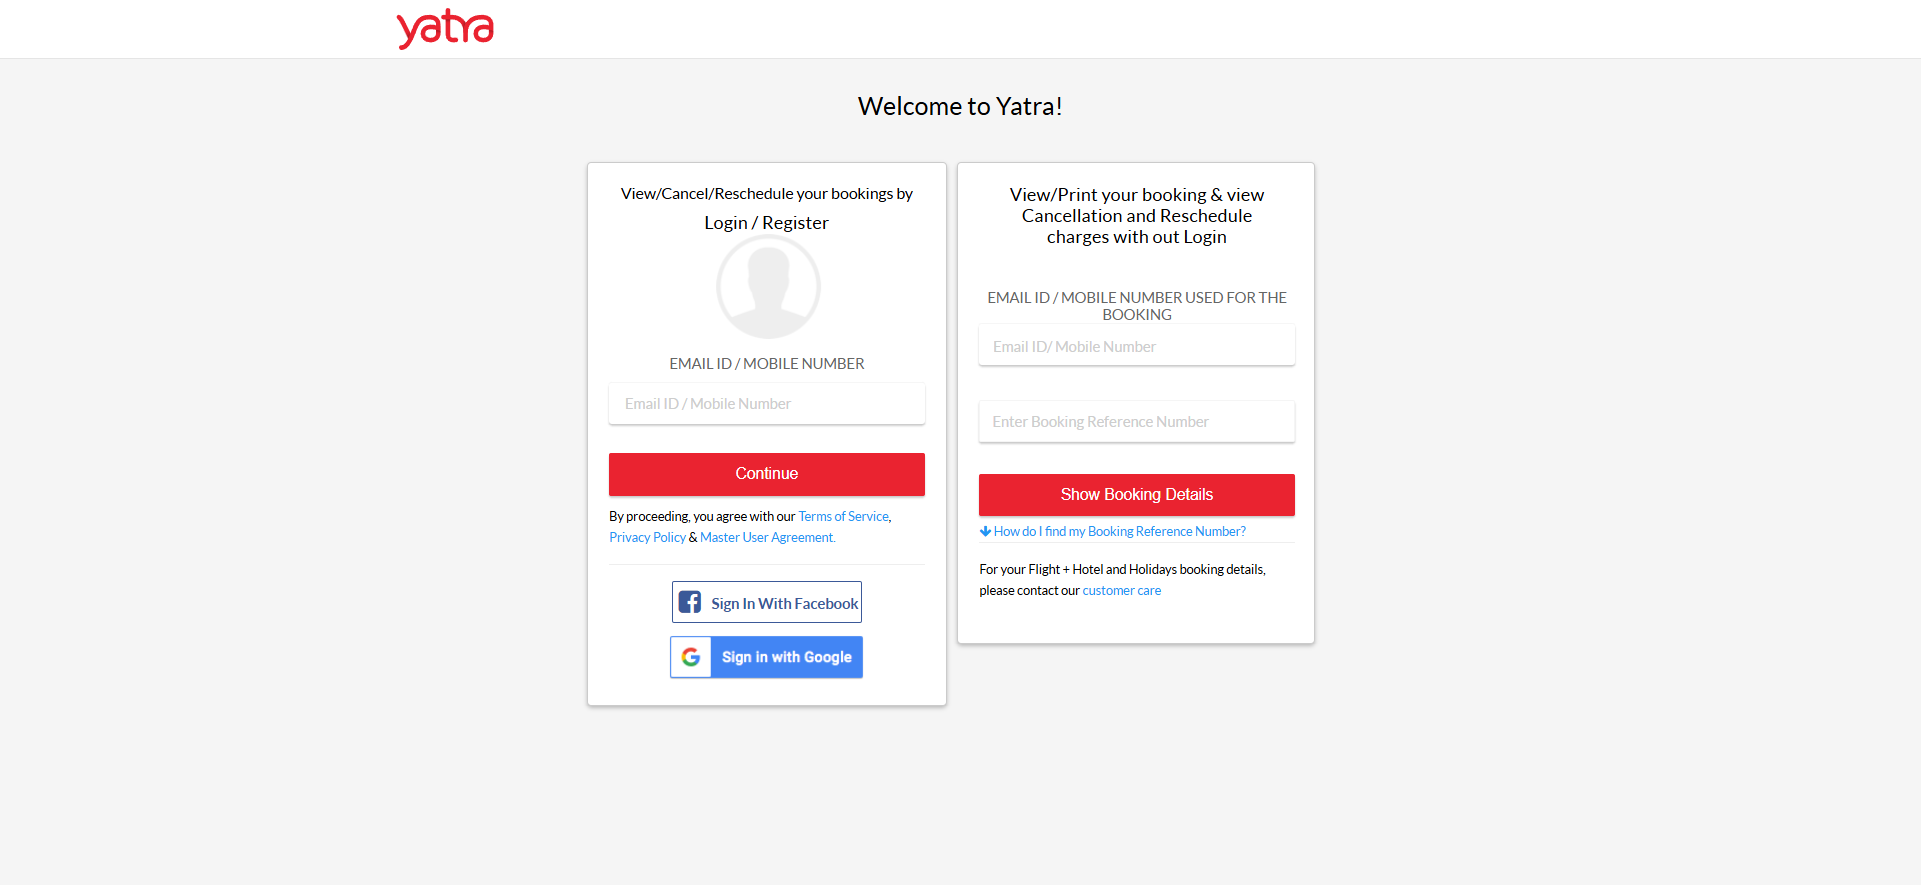 yatra
Welcome to Yatra!
View/Cancel/Reschedule your bookings by
Login / Register
EMAIL ID / MOBILE NUMBER
Email ID / Mobile Number
Continue
By proceeding, you agree with our Terms of Service,
Privacy Policy & Master User Agreement.
Sign In With Facebook
Sign in with Google
View/Print your booking & view
Cancellation and Reschedule
charges with out Login
EMAIL ID / MOBILE NUMBER USED FOR THE
BOOKING
Email ID/ Mobile Number
Enter Booking Reference Number
Show Booking Details
How do I find my Booking Reference Number?
For your Flight + Hotel and Holidays booking details,
please contact our customer care